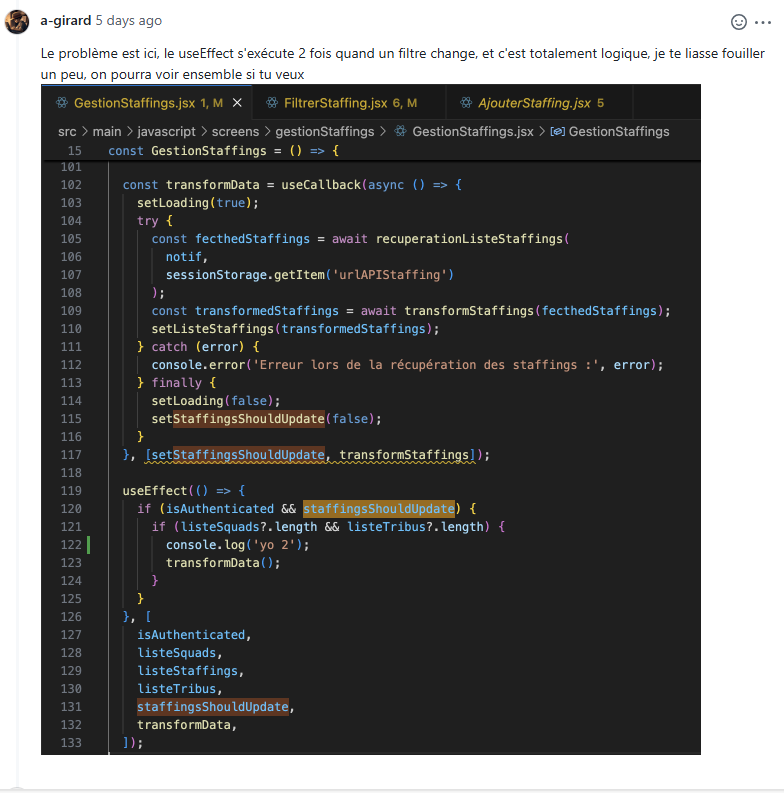 a-girard 5 days ago
Le problème est ici, le useEffect s'exécute 2 fois quand un filtre change, et c'est totalement logique, je te liasse fouiller
un peu, on pourra voir ensemble si tu veux
GestionStaffings.jsx 1, M × FiltrerStaffing.jsx 6, M AjouterStaffing.jsx 5
src > main > javascript > screens > gestionStaffings > GestionStaffings.jsx > GestionStaffings
15 const GestionStaffings = () => {
101
102 const transformData = useCallback(async () => {
103 setLoading(true);
104 try {
105 const fecthedStaffings = await recuperationListeStaffings(
106 notif,
107 sessionStorage.getItem('urlAPIStaffing')
108 );
109 const transformedStaffings = await transformStaffings(fecthedStaffings);
110 setListeStaffings(transformedStaffings);
111 } catch (error) {
112 console.error('Erreur lors de la récupération des staffings :', error);
113 } finally {
114 setLoading(false);
115 setStaffingsShouldUpdate(false);
116 }
117 }, [setStaffingsShouldUpdate, transformStaffings]);
118
119 useEffect(() => {
120 if (isAuthenticated && staffingsShouldUpdate) {
121 if (listeSquads?.length && listeTribus?.length) {
122 console.log('yo 2');
123 transformData();
124 }
125 }
126 }, [
127 isAuthenticated,
128 listeSquads,
129 listeStaffings,
130 listeTribus,
131 staffingsShouldUpdate,
132 transformData,
133 ]);